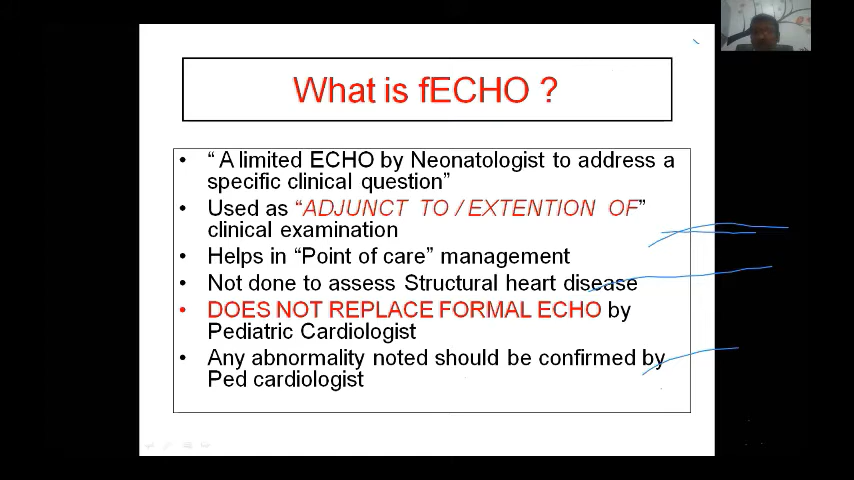 What is fECHO ?
• “ A limited ECHO by Neonatologist to address a
specific clinical question”
• Used as “ADJUNCT TO / EXTENTION OF”
clinical examination
• Helps in “Point of care” management
• Not done to assess Structural heart disease
• DOES NOT REPLACE FORMAL ECHO by
Pediatric Cardiologist
• Any abnormality noted should be confirmed by
Ped cardiologist